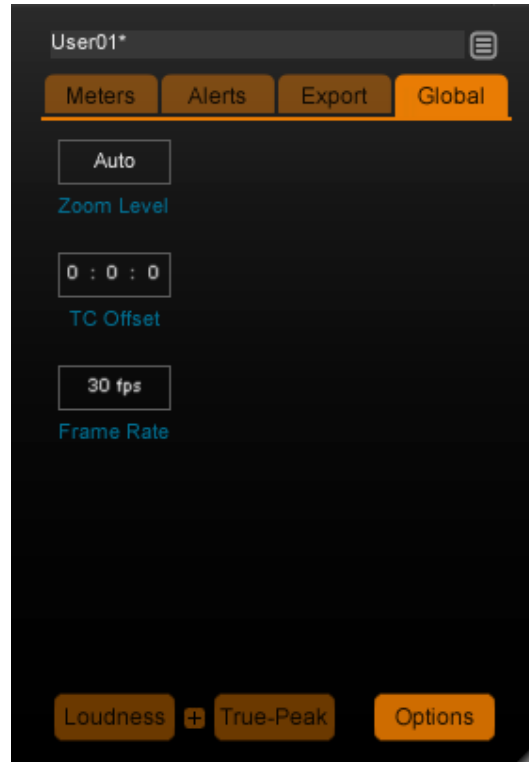 User01*
Meters Alerts Export Global
Auto
Zoom Level
0 : 0 : 0
TC Offset
30 fps
Frame Rate
Loudness + True-Peak Options